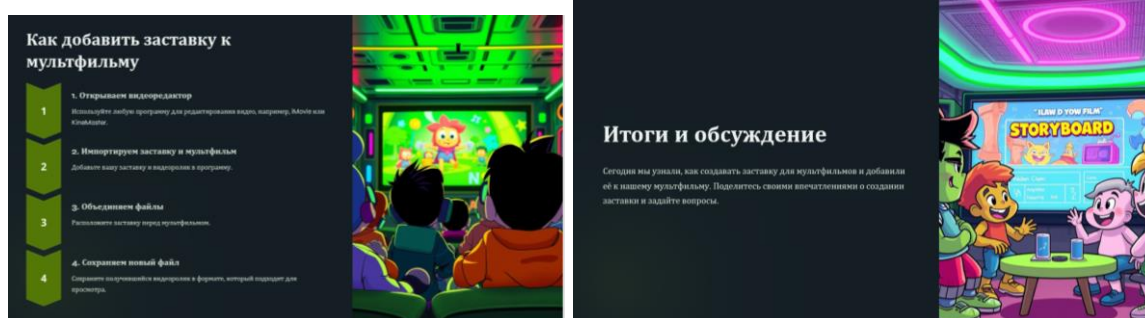 Как добавить заставку к
мультфильму
1
1. Открываем видеоредактор
Используйте любую программу для редактирования видео, например, iMovie или
KineMaster.
2
2. Импортируем заставку и мультфильм
Добавьте вашу заставку и видеоролик в программу.
3
3. Объединяем файлы
Расположите заставку перед мультфильмом.
4
4. Сохраняем новый файл
Сохраните получившийся видеоролик в формате, который подходит для
просмотра.
N
Итоги и обсуждение
Сегодня мы узнали, как создавать заставку для мультфильмов и добавили
её к нашему мультфильму. Поделитесь своими впечатлениями о создании
заставки и задайте вопросы.
"ILAW D YOW FILM"
STORYBOARD